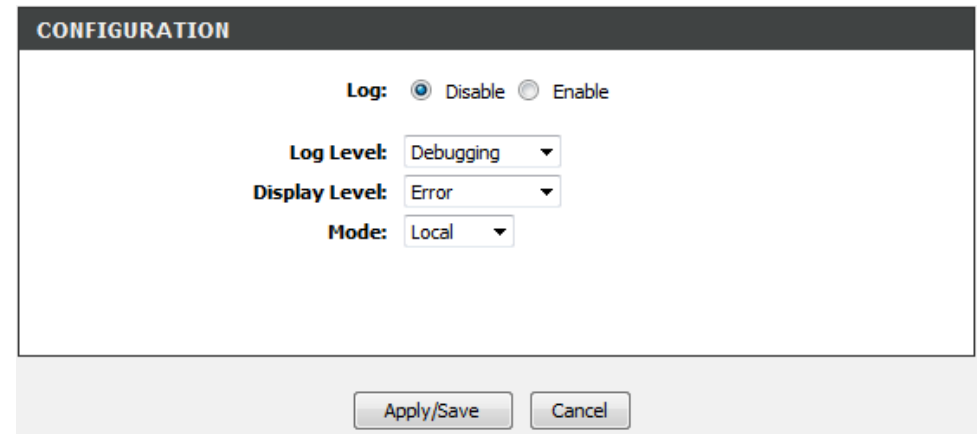 CONFIGURATION
Log: Disable Enable
Log Level: Debugging
Display Level: Error
Mode: Local
Apply/Save Cancel